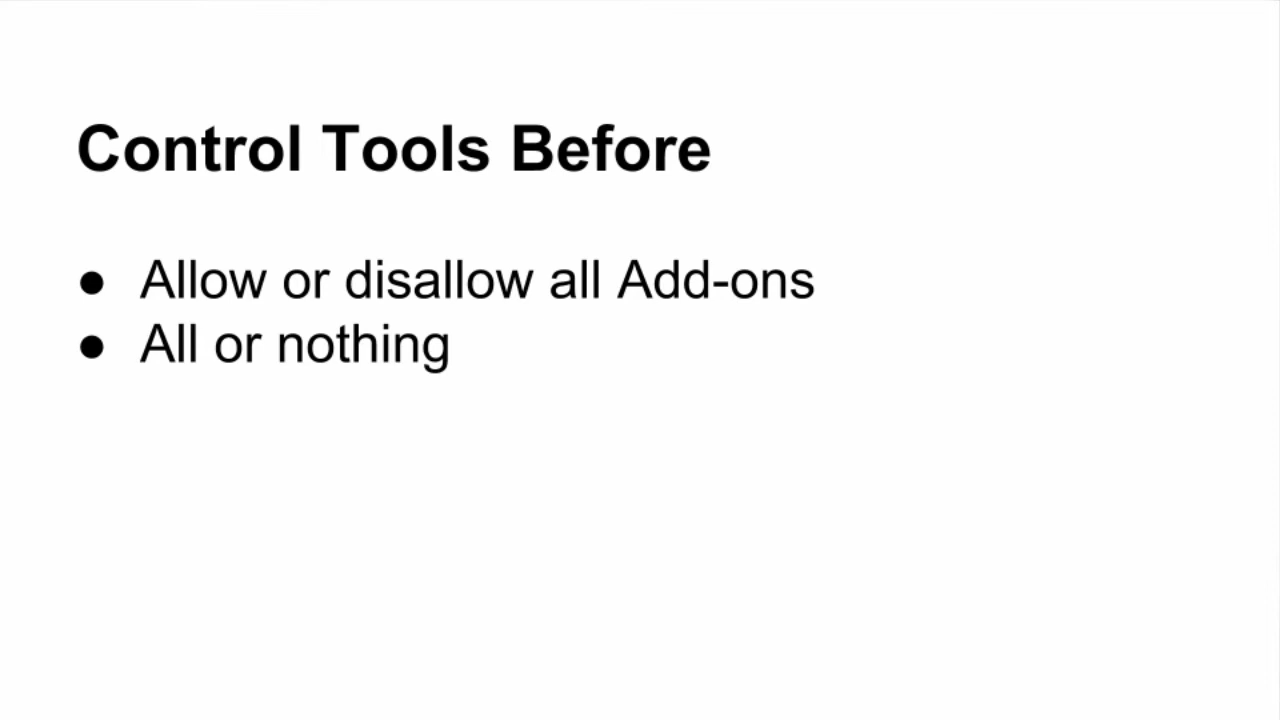 Control Tools Before
● Allow or disallow all Add-ons
● All or nothing